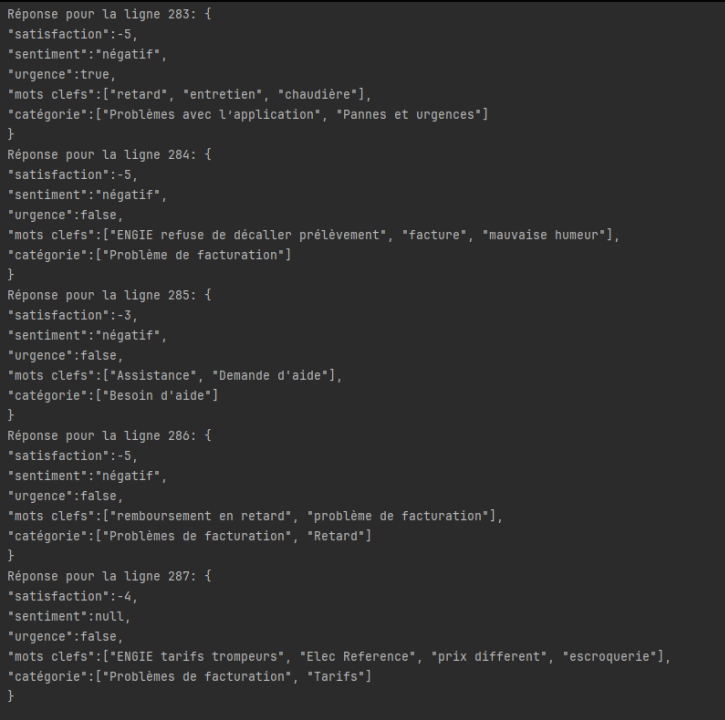 Réponse pour la ligne 283: {
"satisfaction":-5,
"sentiment":"négatif",
"urgence":true,
"mots clefs":["retard", "entretien", "chaudière"],
"catégorie":["Problèmes avec l'application", "Pannes et urgences"]
}
Réponse pour la ligne 284: {
"satisfaction":-5,
"sentiment":"négatif",
"urgence":false,
"mots clefs":["ENGIE refuse de décaller prélèvement", "facture", "mauvaise humeur"],
"catégorie":["Problème de facturation"]
}
Réponse pour la ligne 285: {
"satisfaction":-3,
"sentiment":"négatif",
"urgence":false,
"mots clefs":["Assistance", "Demande d'aide"],
"catégorie":["Besoin d'aide"]
}
Réponse pour la ligne 286: {
"satisfaction":-5,
"sentiment":"négatif",
"urgence":false,
"mots clefs":["remboursement en retard", "problème de facturation"],
"catégorie":["Problèmes de facturation", "Retard"]
}
Réponse pour la ligne 287: {
"satisfaction":-4,
"sentiment":null,
"urgence":false,
"mots clefs":["ENGIE tarifs trompeurs", "Elec Reference", "prix different", "escroquerie"],
"catégorie":["Problèmes de facturation", "Tarifs"]
}